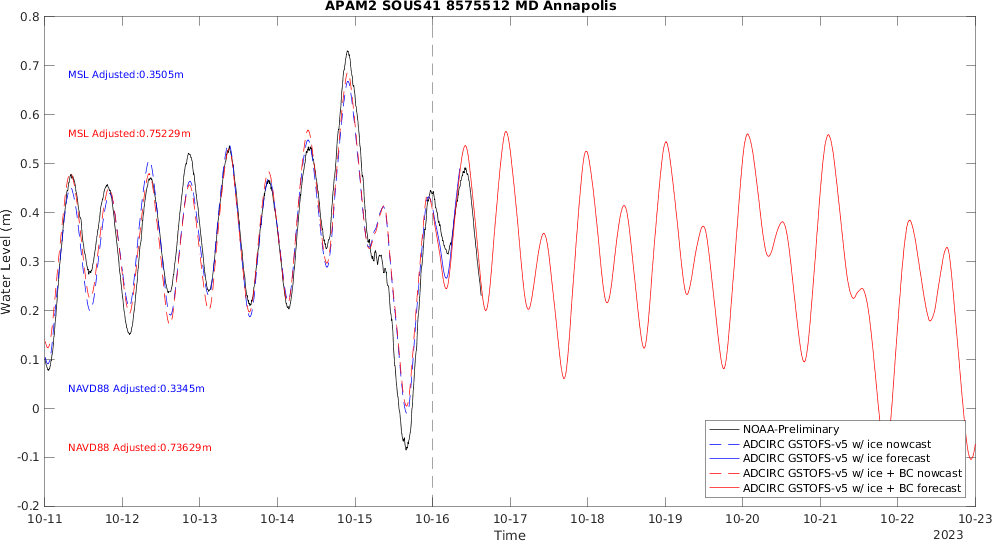 APAM2 SOUS41 8575512 MD Annapolis
0.8
0.7
0.6
0.5
0.4
0.3
0.2
0.1
0
-0.1
-0.2
Water Level (m)
MSL Adjusted:0.3505m
MSL Adjusted:0.75229m
NAVD88 Adjusted:0.3345m
NAVD88 Adjusted:0.73629m
NOAA-Preliminary
ADCIRC GSTOFS-v5 w/ ice nowcast
ADCIRC GSTOFS-v5 w/ ice forecast
ADCIRC GSTOFS-v5 w/ ice + BC nowcast
ADCIRC GSTOFS-v5 w/ ice + BC forecast
10-11 10-12 10-13 10-14 10-15 10-16 10-17 10-18 10-19 10-20 10-21 10-22 10-23
Time
2023